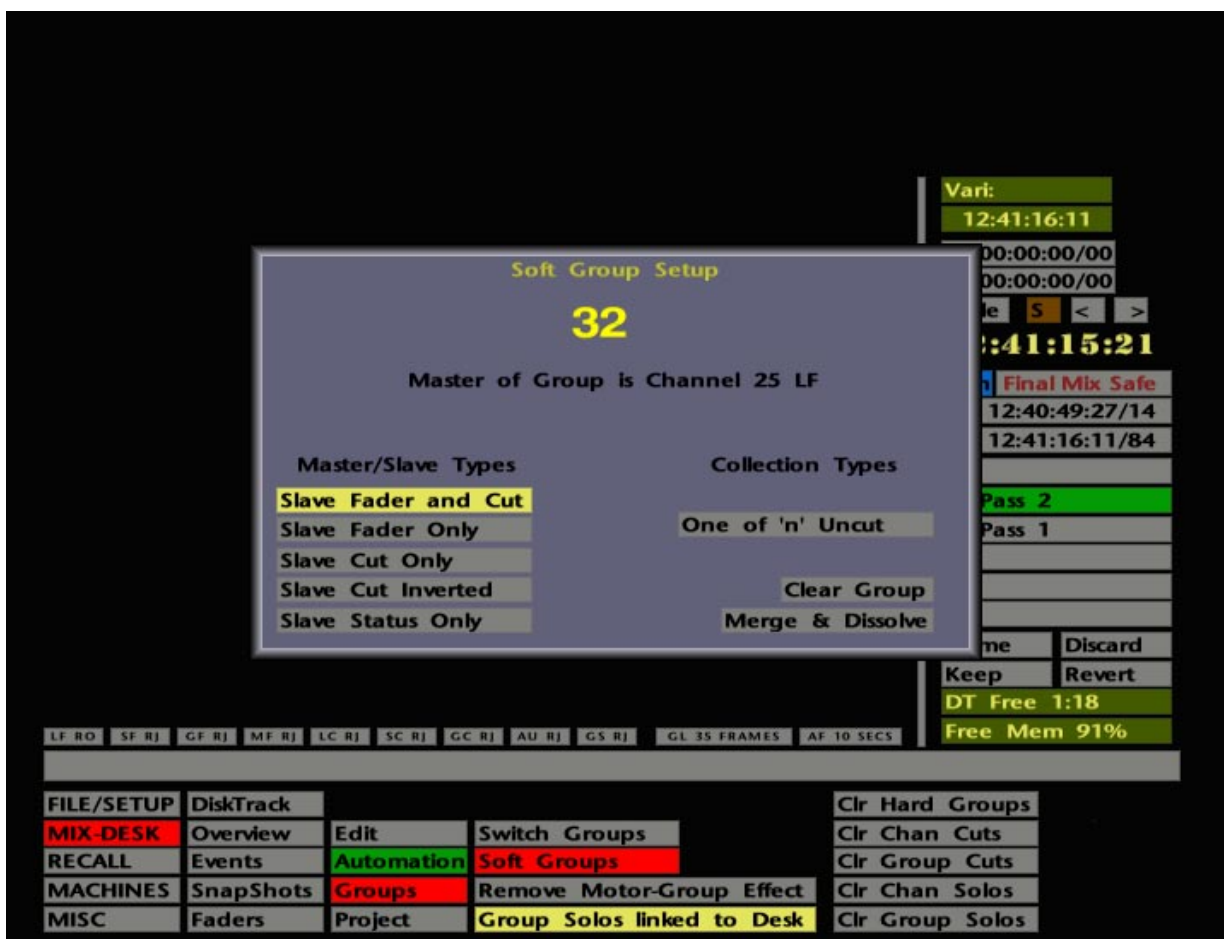 Vari:
12:41:16:11
00:00:00/00
00:00:00/00
S < >
:41:15:21
Final Mix Safe
12:40:49:27/14
12:41:16:11/84
Pass 2
Pass 1
Discard
Keep Revert
DT Free 1:18
Free Mem 91%
Soft Group Setup
32
Master of Group is Channel 25 LF
Master/Slave Types
Slave Fader and Cut
Slave Fader Only
Slave Cut Only
Slave Cut Inverted
Slave Status Only
Collection Types
One of 'n' Uncut
Clear Group
Merge & Dissolve
LF RO SF RJ GF RJ MF RJ LC RJ SC RJ GC RJ AU RJ GS RJ GL 35 FRAMES AF 10 SECS
FILE/SETUP DiskTrack Clr Hard Groups
MIX-DESK Overview Edit Switch Groups Clr Chan Cuts
RECALL Events Automation Soft Groups Clr Group Cuts
MACHINES SnapShots Groups Remove Motor-Group Effect Clr Chan Solos
MISC Faders Project Group Solos linked to Desk Clr Group Solos